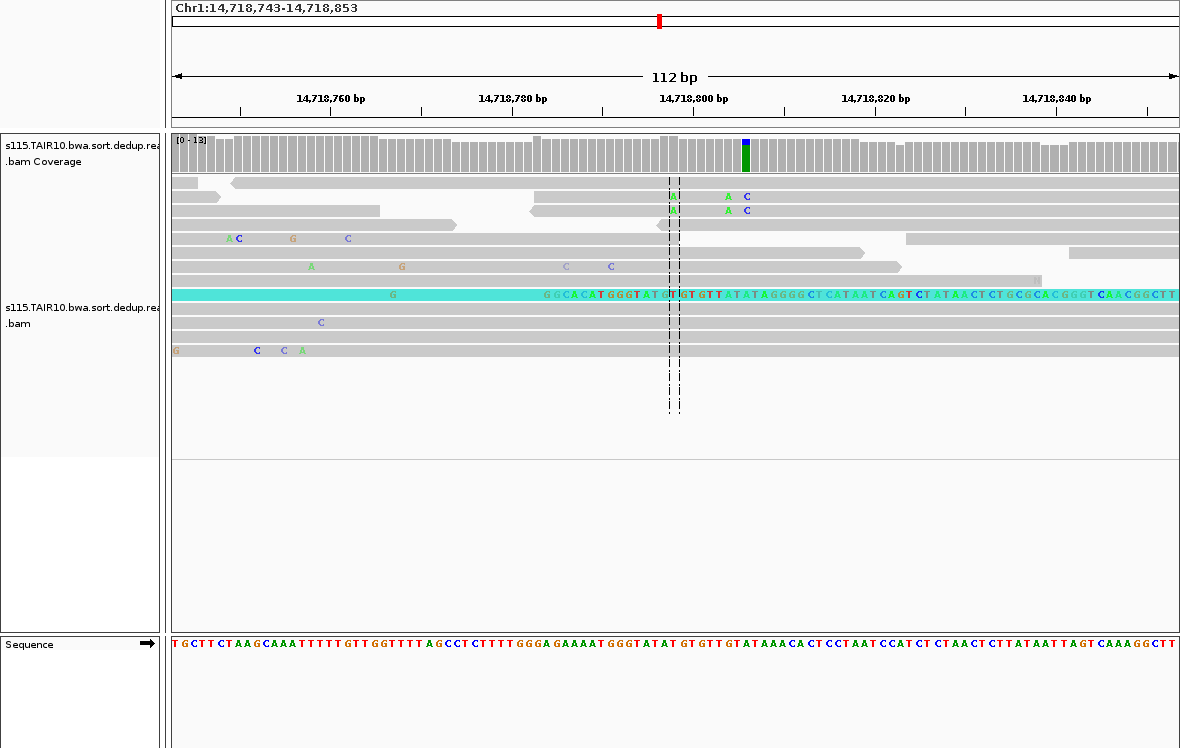 Chr1:14,718,743-14,718,853
112 bp
14,718,760 bp 14,718,780 bp 14,718,800 bp 14,718,820 bp 14,718,840 bp
s115.TAIR10.bwa.sort.dedup.rea
.bam Coverage
[0 - 13]
A A C
A A C
A C G C
A G C C
G GGCACATGGGTATGTGTGTTATATAGGGGCTCATAATCAGTCTATAACTCTGCGCACGGGTCAACGGCTT
s115.TAIR10.bwa.sort.dedup.rea
.bam
C
G C C A
Sequence
TGCTTCTAAGCAAATTTTTGTTGGTTTTAGCCTCTTTTGGGAGAAAATGGGTATATGTGTTGTATAAACACTCCTAATCCATCTCTAACTCTTATAATTAGTCAAAGGCTT